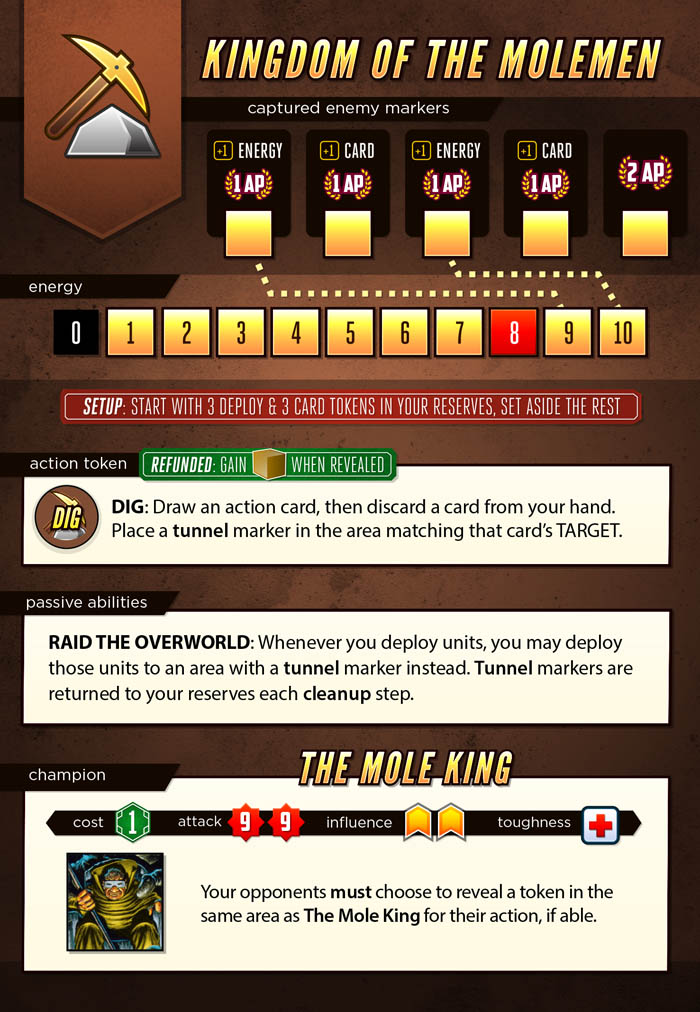 KINGDOM OF THE MOLEMEN
captured enemy markers
+1 ENERGY +1 CARD +1 ENERGY +1 CARD
1 AP 1 AP 1 AP 1 AP 2 AP
energy
0 1 2 3 4 5 6 7 8 9 10
SETUP: START WITH 3 DEPLOY & 3 CARD TOKENS IN YOUR RESERVES, SET ASIDE THE REST
action token REFUNDED: GAIN WHEN REVEALED
DIG
DIG: Draw an action card, then discard a card from your hand.
Place a tunnel marker in the area matching that card's TARGET.
passive abilities
RAID THE OVERWORLD: Whenever you deploy units, you may deploy
those units to an area with a tunnel marker instead. Tunnel markers are
returned to your reserves each cleanup step.
champion THE MOLE KING
cost 1 attack 9 9 influence toughness
Your opponents must choose to reveal a token in the
same area as The Mole King for their action, if able.